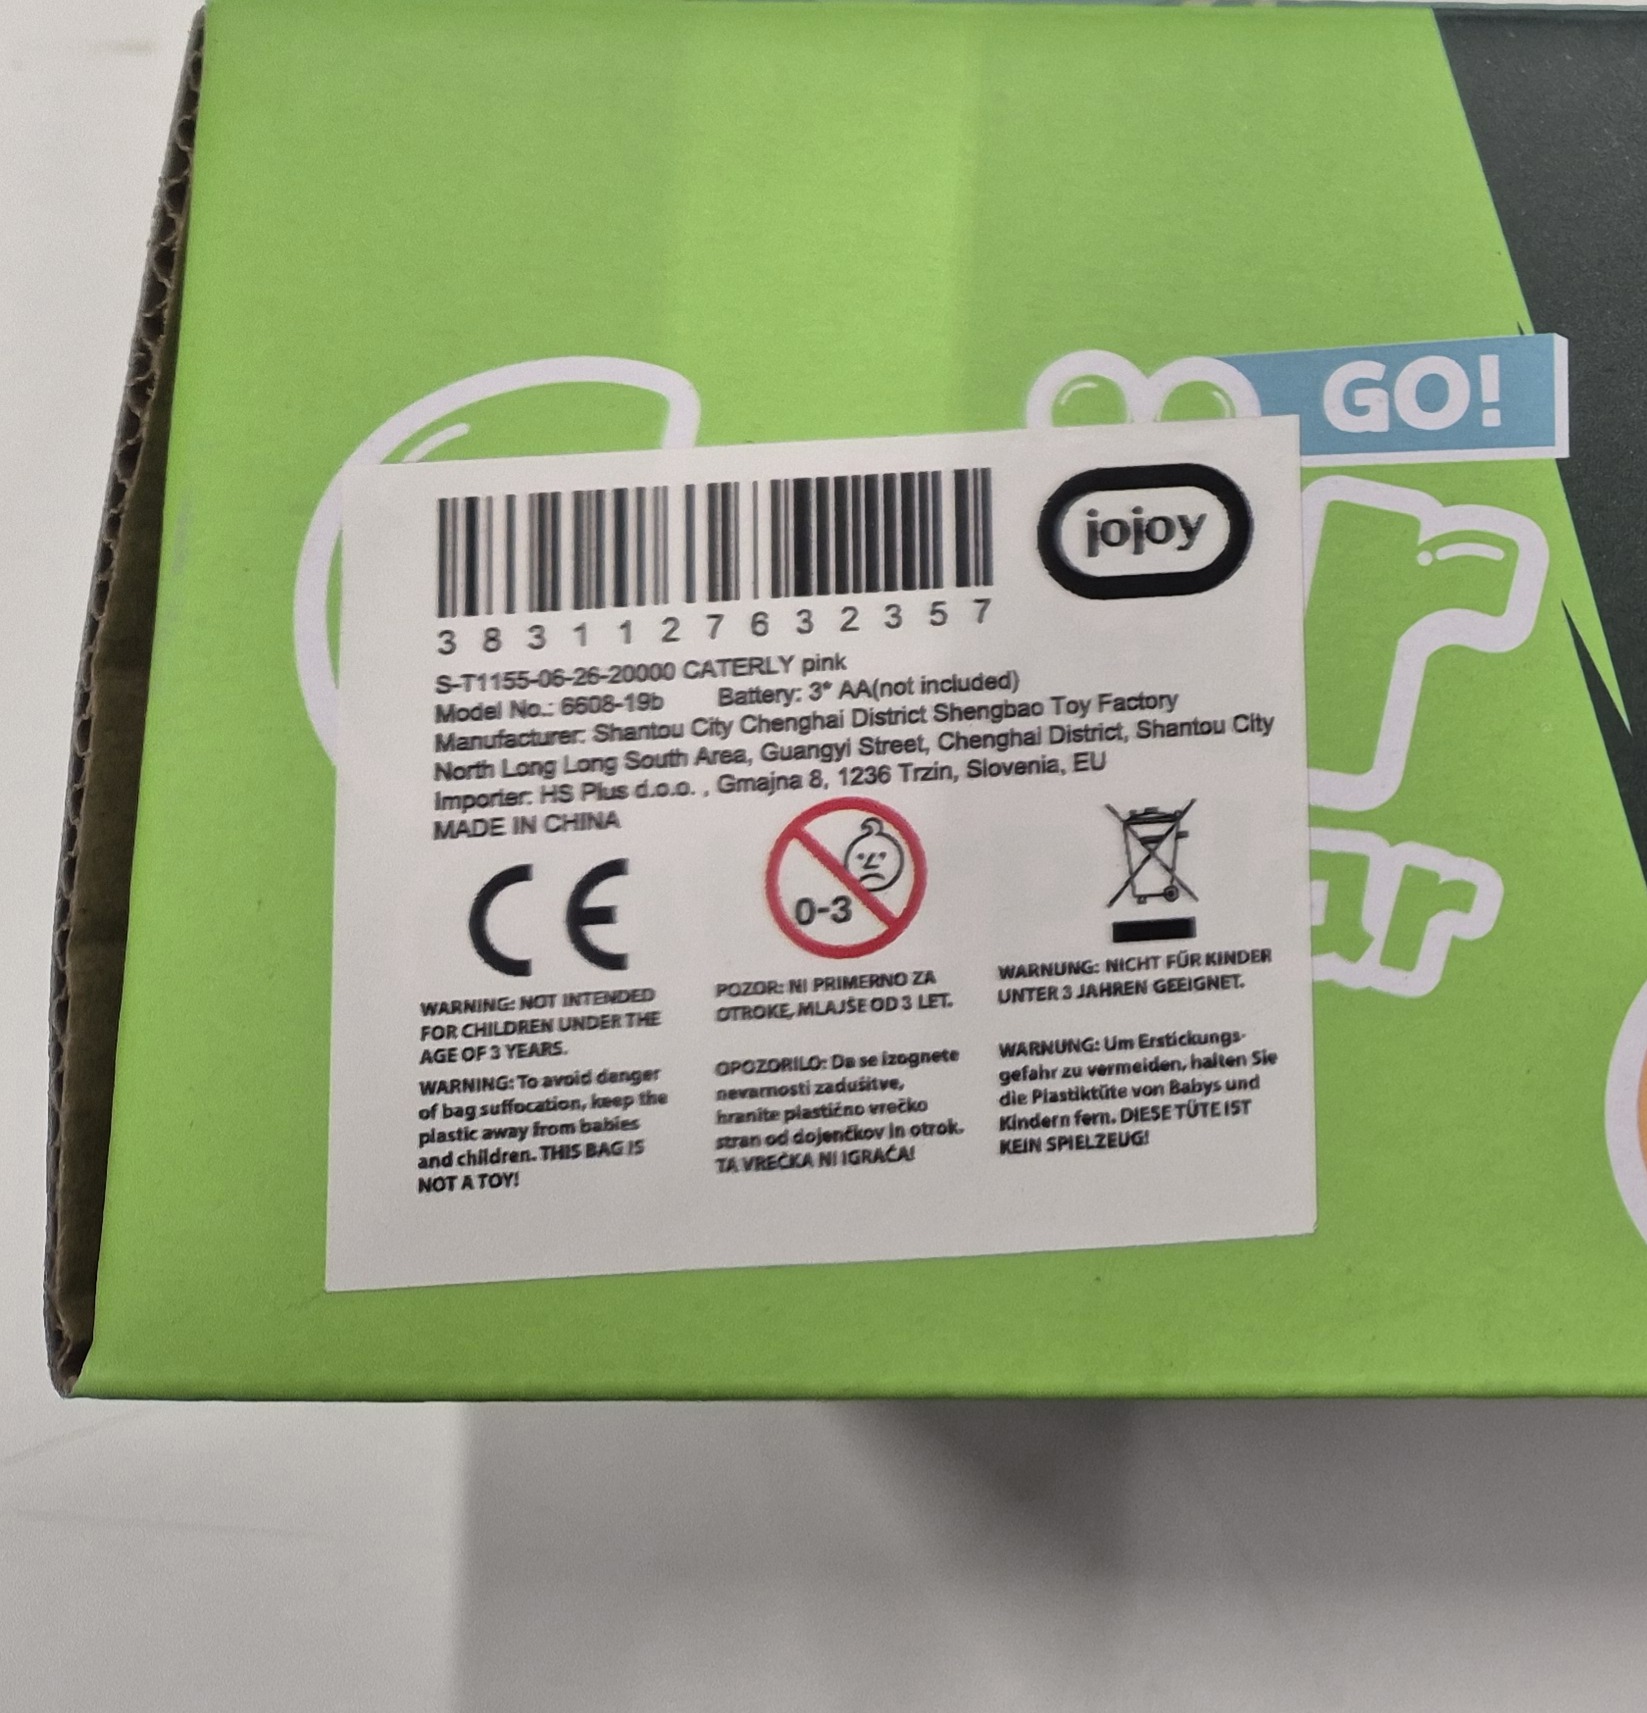 GO!
jojoy
3 8 3 1 1 2 7 6 3 2 3 5 7
S-T1155-06-26-20000 CATERLY pink
Model No.: 6608-19b Battery: 3* AA(not included)
Manufacturer: Shantou City Chenghai District Shengbao Toy Factory
North Long Long South Area, Guangyi Street, Chenghai District, Shantou City
Importer: HS Plus d.o.o. , Gmajna 8, 1236 Trzin, Slovenia, EU
MADE IN CHINA
CE
0-3
WARNING: NOT INTENDED
FOR CHILDREN UNDER THE
AGE OF 3 YEARS.
WARNING: To avoid danger
of bag suffocation, keep the
plastic away from babies
and children. THIS BAG IS
NOT A TOY!
POZOR: NI PRIMERNO ZA
OTROKE, MLAJŠE OD 3 LET.
OPOZORILO: Da se izognete
nevarnosti zadušitve,
hranite plastično vrečko
stran od dojenčkov in otrok.
TA VREČKA NI IGRAČA!
WARNUNG: NICHT FÜR KINDER
UNTER 3 JAHREN GEEIGNET.
WARNUNG: Um Erstickungs-
gefahr zu vermeiden, halten Sie
die Plastiktüte von Babys und
Kindern fern. DIESE TÜTE IST
KEIN SPIELZEUG!